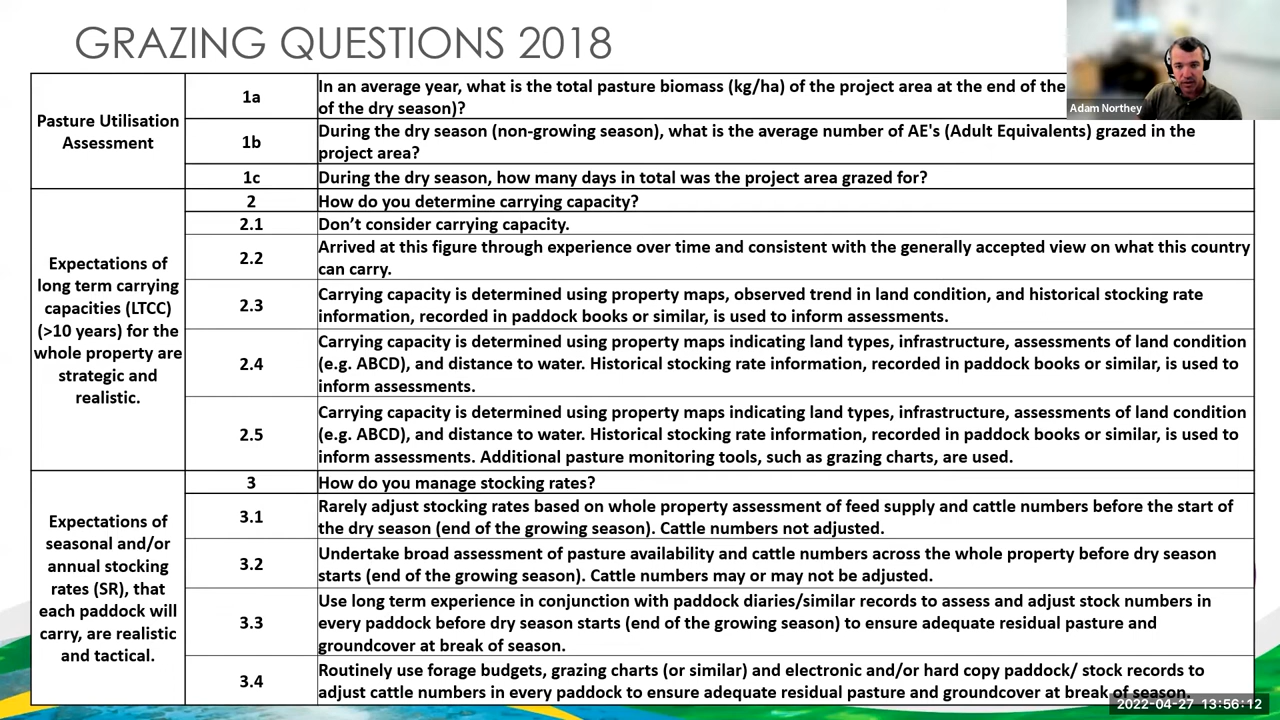 GRAZING QUESTIONS 2018
Pasture Utilisation
Assessment
1a
In an average year, what is the total pasture biomass (kg/ha) of the project area at the end of the
of the dry season)?
1b
During the dry season (non-growing season), what is the average number of AE's (Adult Equivalents) grazed in the
project area?
1c
During the dry season, how many days in total was the project area grazed for?
Expectations of
long term carrying
capacities (LTCC)
(>10 years) for the
whole property are
strategic and
realistic.
2
How do you determine carrying capacity?
2.1
Don’t consider carrying capacity.
2.2
Arrived at this figure through experience over time and consistent with the generally accepted view on what this country
can carry.
2.3
Carrying capacity is determined using property maps, observed trend in land condition, and historical stocking rate
information, recorded in paddock books or similar, is used to inform assessments.
2.4
Carrying capacity is determined using property maps indicating land types, infrastructure, assessments of land condition
(e.g. ABCD), and distance to water. Historical stocking rate information, recorded in paddock books or similar, is used to
inform assessments.
2.5
Carrying capacity is determined using property maps indicating land types, infrastructure, assessments of land condition
(e.g. ABCD), and distance to water. Historical stocking rate information, recorded in paddock books or similar, is used to
inform assessments. Additional pasture monitoring tools, such as grazing charts, are used.
Expectations of
seasonal and/or
annual stocking
rates (SR), that
each paddock will
carry, are realistic
and tactical.
3
How do you manage stocking rates?
3.1
Rarely adjust stocking rates based on whole property assessment of feed supply and cattle numbers before the start of
the dry season (end of the growing season). Cattle numbers not adjusted.
3.2
Undertake broad assessment of pasture availability and cattle numbers across the whole property before dry season
starts (end of the growing season). Cattle numbers may or may not be adjusted.
3.3
Use long term experience in conjunction with paddock diaries/similar records to assess and adjust stock numbers in
every paddock before dry season starts (end of the growing season) to ensure adequate residual pasture and
groundcover at break of season.
3.4
Routinely use forage budgets, grazing charts (or similar) and electronic and/or hard copy paddock/ stock records to
adjust cattle numbers in every paddock to ensure adequate residual pasture and groundcover at break of season.
Adam Northey
2022-04-27 13:56:12